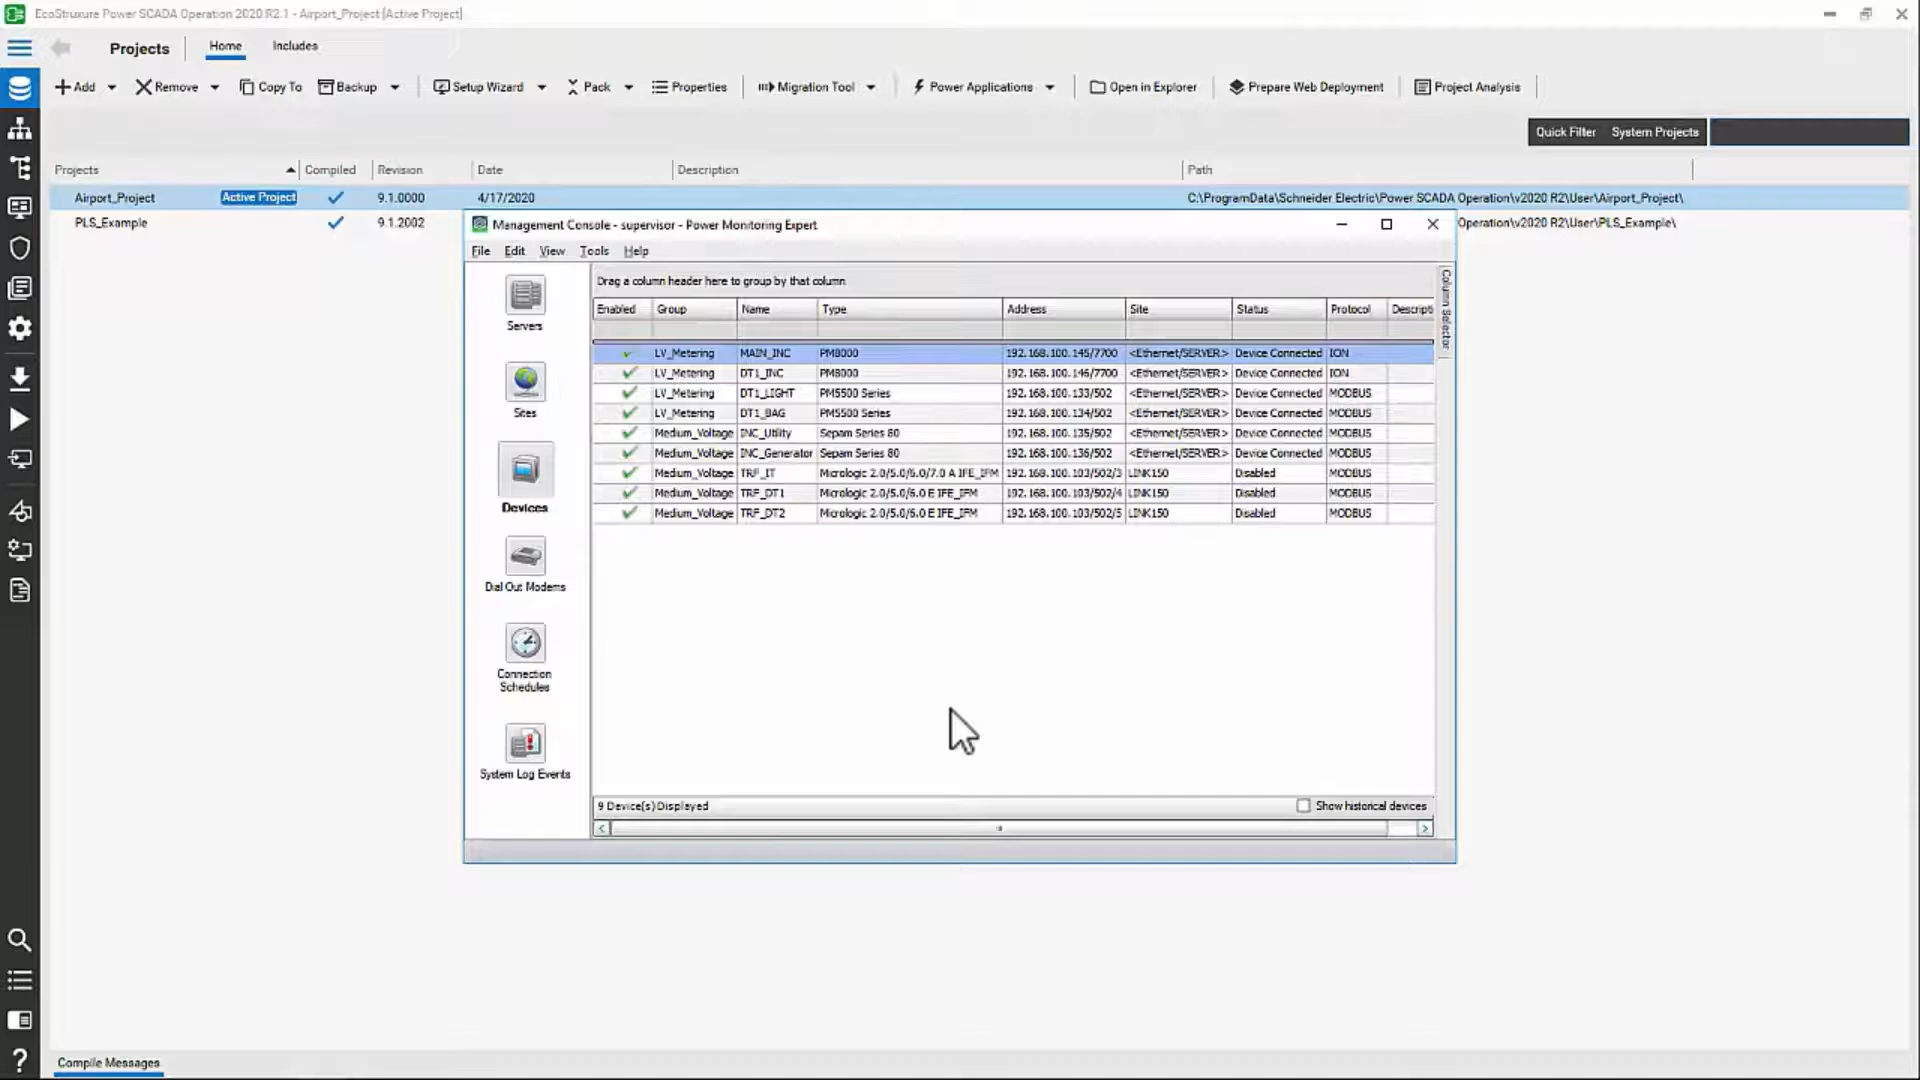 EcoStruxure Power SCADA Operation 2020 R2.1 - Airport_Project [Active Project]
Projects Home Includes
Add Remove Copy To Backup Setup Wizard Pack Properties Migration Tool Power Applications Open in Explorer Prepare Web Deployment Project Analysis
Quick Filter System Projects
Projects Compiled Revision Date Description Path
Airport_Project Active Project 9.1.0000 4/17/2020 C:\ProgramData\Schneider Electric\Power SCADA Operation\v2020 R2\User\Airport_Project\
PLS_Example 9.1.2002 Operation\v2020 R2\User\PLS_Example\
Management Console - supervisor - Power Monitoring Expert
File Edit View Tools Help
Servers
Sites
Devices
Dial Out Modems
Connection
Schedules
System Log Events
Drag a column header here to group by that column
Enabled Group Name Type Address Site Status Protocol Descripti
LV_Metering MAIN_INC PM8000 192.168.100.145/7700 <Ethernet/SERVER> Device Connected ION
LV_Metering DT1_INC PM8000 192.168.100.146/7700 <Ethernet/SERVER> Device Connected ION
LV_Metering DT1_LIGHT PM5500 Series 192.168.100.133/502 <Ethernet/SERVER> Device Connected MODBUS
LV_Metering DT1_BAG PM5500 Series 192.168.100.134/502 <Ethernet/SERVER> Device Connected MODBUS
Medium_Voltage INC_Utility Sepam Series 80 192.168.100.135/502 <Ethernet/SERVER> Device Connected MODBUS
Medium_Voltage INC_Generator Sepam Series 80 192.168.100.136/502 <Ethernet/SERVER> Device Connected MODBUS
Medium_Voltage TRF_IT Micrologic 2.0/5.0/6.0/7.0 A IFE_IFM 192.168.100.103/502/3 LINK150 Disabled MODBUS
Medium_Voltage TRF_DT1 Micrologic 2.0/5.0/6.0 E IFE_IFM 192.168.100.103/502/4 LINK150 Disabled MODBUS
Medium_Voltage TRF_DT2 Micrologic 2.0/5.0/6.0 E IFE_IFM 192.168.100.103/502/5 LINK150 Disabled MODBUS
Column Selector
9 Device(s) Displayed Show historical devices
Compile Messages